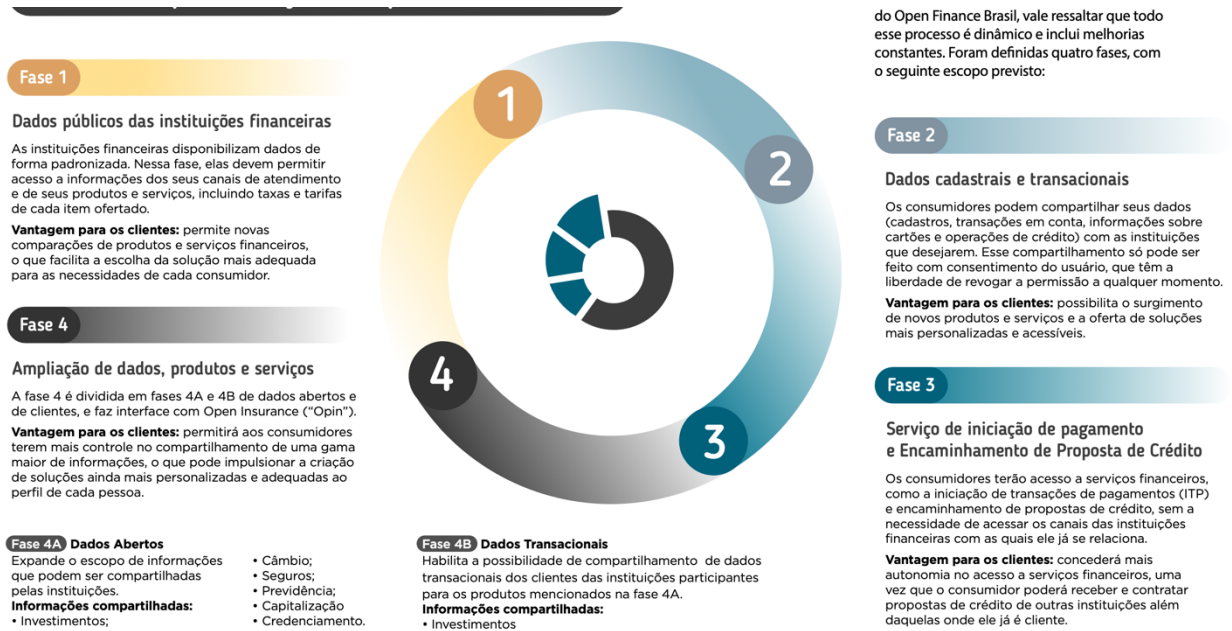 do Open Finance Brasil, vale ressaltar que todo
esse processo é dinâmico e inclui melhorias
constantes. Foram definidas quatro fases, com
o seguinte escopo previsto:
Fase 1
Dados públicos das instituições financeiras
As instituições financeiras disponibilizam dados de
forma padronizada. Nessa fase, elas devem permitir
acesso a informações dos seus canais de atendimento
e de seus produtos e serviços, incluindo taxas e tarifas
de cada item ofertado.
Vantagem para os clientes: permite novas
comparações de produtos e serviços financeiros,
o que facilita a escolha da solução mais adequada
para as necessidades de cada consumidor.
1
2
3
4
Fase 2
Dados cadastrais e transacionais
Os consumidores podem compartilhar seus dados
(cadastros, transações em conta, informações sobre
cartões e operações de crédito) com as instituições
que desejarem. Esse compartilhamento só pode ser
feito com consentimento do usuário, que têm a
liberdade de revogar a permissão a qualquer momento.
Vantagem para os clientes: possibilita o surgimento
de novos produtos e serviços e a oferta de soluções
mais personalizadas e acessíveis.
Fase 3
Serviço de iniciação de pagamento
e Encaminhamento de Proposta de Crédito
Os consumidores terão acesso a serviços financeiros,
como a iniciação de transações de pagamentos (ITP)
e encaminhamento de propostas de crédito, sem a
necessidade de acessar os canais das instituições
financeiras com as quais ele já se relaciona.
Vantagem para os clientes: concederá mais
autonomia no acesso a serviços financeiros, uma
vez que o consumidor poderá receber e contratar
propostas de crédito de outras instituições além
daquelas onde ele já é cliente.
Fase 4
Ampliação de dados, produtos e serviços
A fase 4 é dividida em fases 4A e 4B de dados abertos e
de clientes, e faz interface com Open Insurance (“Opin”).
Vantagem para os clientes: permitirá aos consumidores
terem mais controle no compartilhamento de uma gama
maior de informações, o que pode impulsionar a criação
de soluções ainda mais personalizadas e adequadas ao
perfil de cada pessoa.
Fase 4A Dados Abertos
Expande o escopo de informações
que podem ser compartilhadas
pelas instituições.
Informações compartilhadas:
• Investimentos;
• Câmbio;
• Seguros;
• Previdência;
• Capitalização
• Credenciamento.
Fase 4B Dados Transacionais
Habilita a possibilidade de compartilhamento de dados
transacionais dos clientes das instituições participantes
para os produtos mencionados na fase 4A.
Informações compartilhadas:
• Investimentos